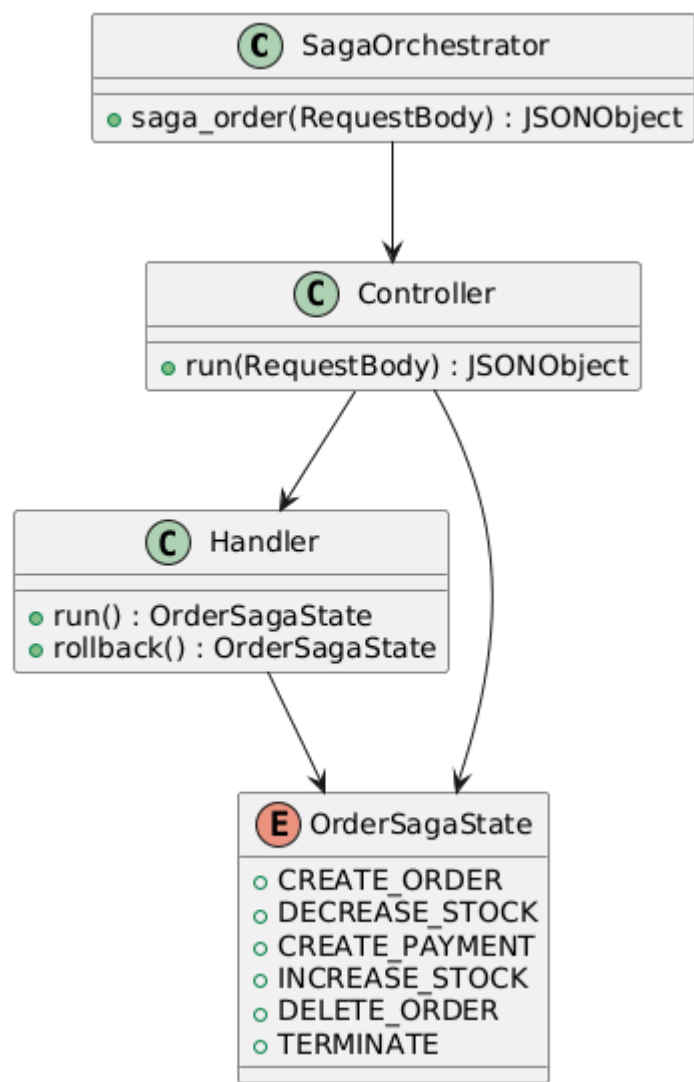 C SagaOrchestrator
saga_order(RequestBody) : JSONObject
C Controller
run(RequestBody) : JSONObject
C Handler
run() : OrderSagaState
rollback() : OrderSagaState
E OrderSagaState
CREATE_ORDER
DECREASE_STOCK
CREATE_PAYMENT
INCREASE_STOCK
DELETE_ORDER
TERMINATE